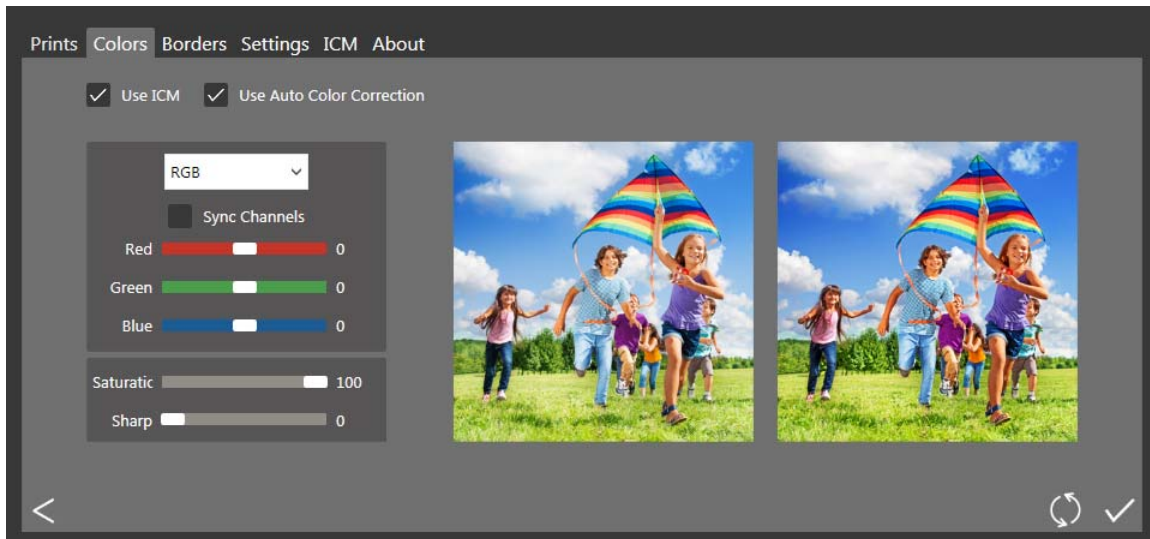 Prints Colors Borders Settings ICM About
Use ICM Use Auto Color Correction
RGB
Sync Channels
Red 0
Green 0
Blue 0
Saturatic 100
Sharp 0